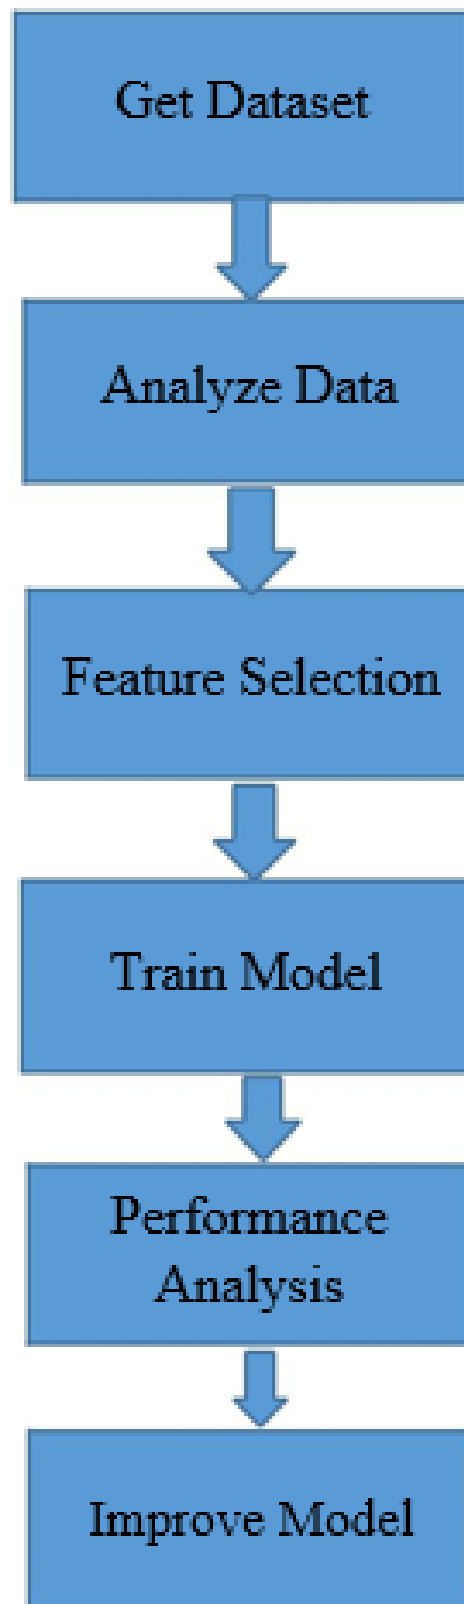 Get Dataset
Analyze Data
Feature Selection
Train Model
Performance
Analysis
Improve Model